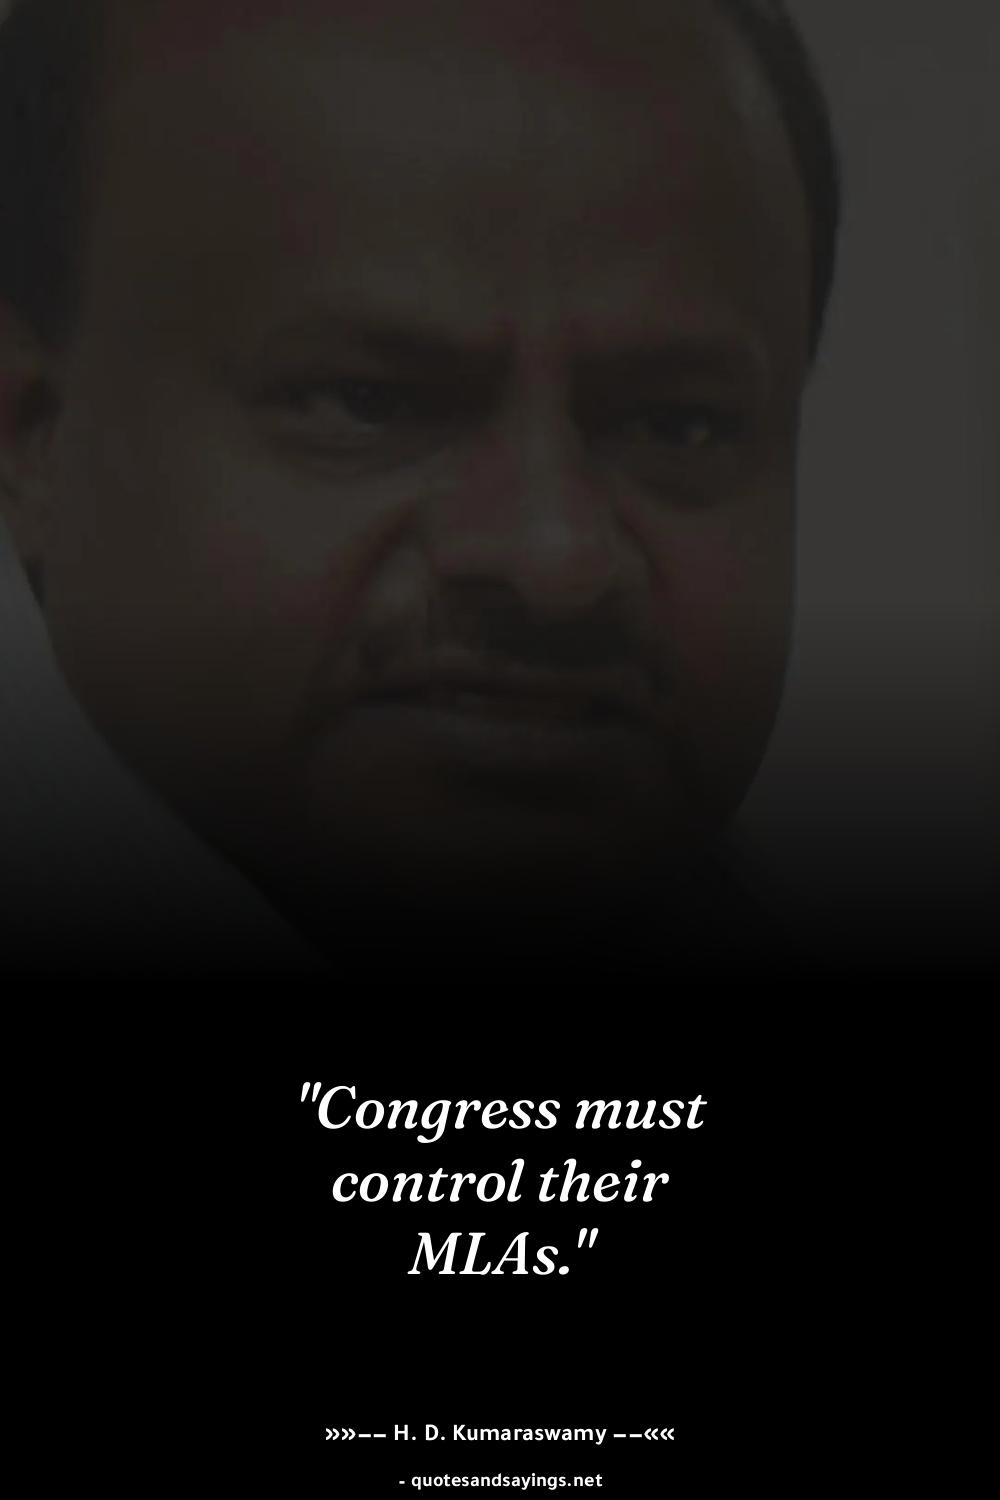 "Congress must
control their
MLAs."
»»–– H. D. Kumaraswamy ––««
- quotesandsayings.net